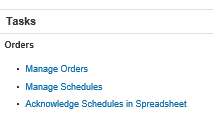 Tasks
Orders
Manage Orders
Manage Schedules
Acknowledge Schedules in Spreadsheet